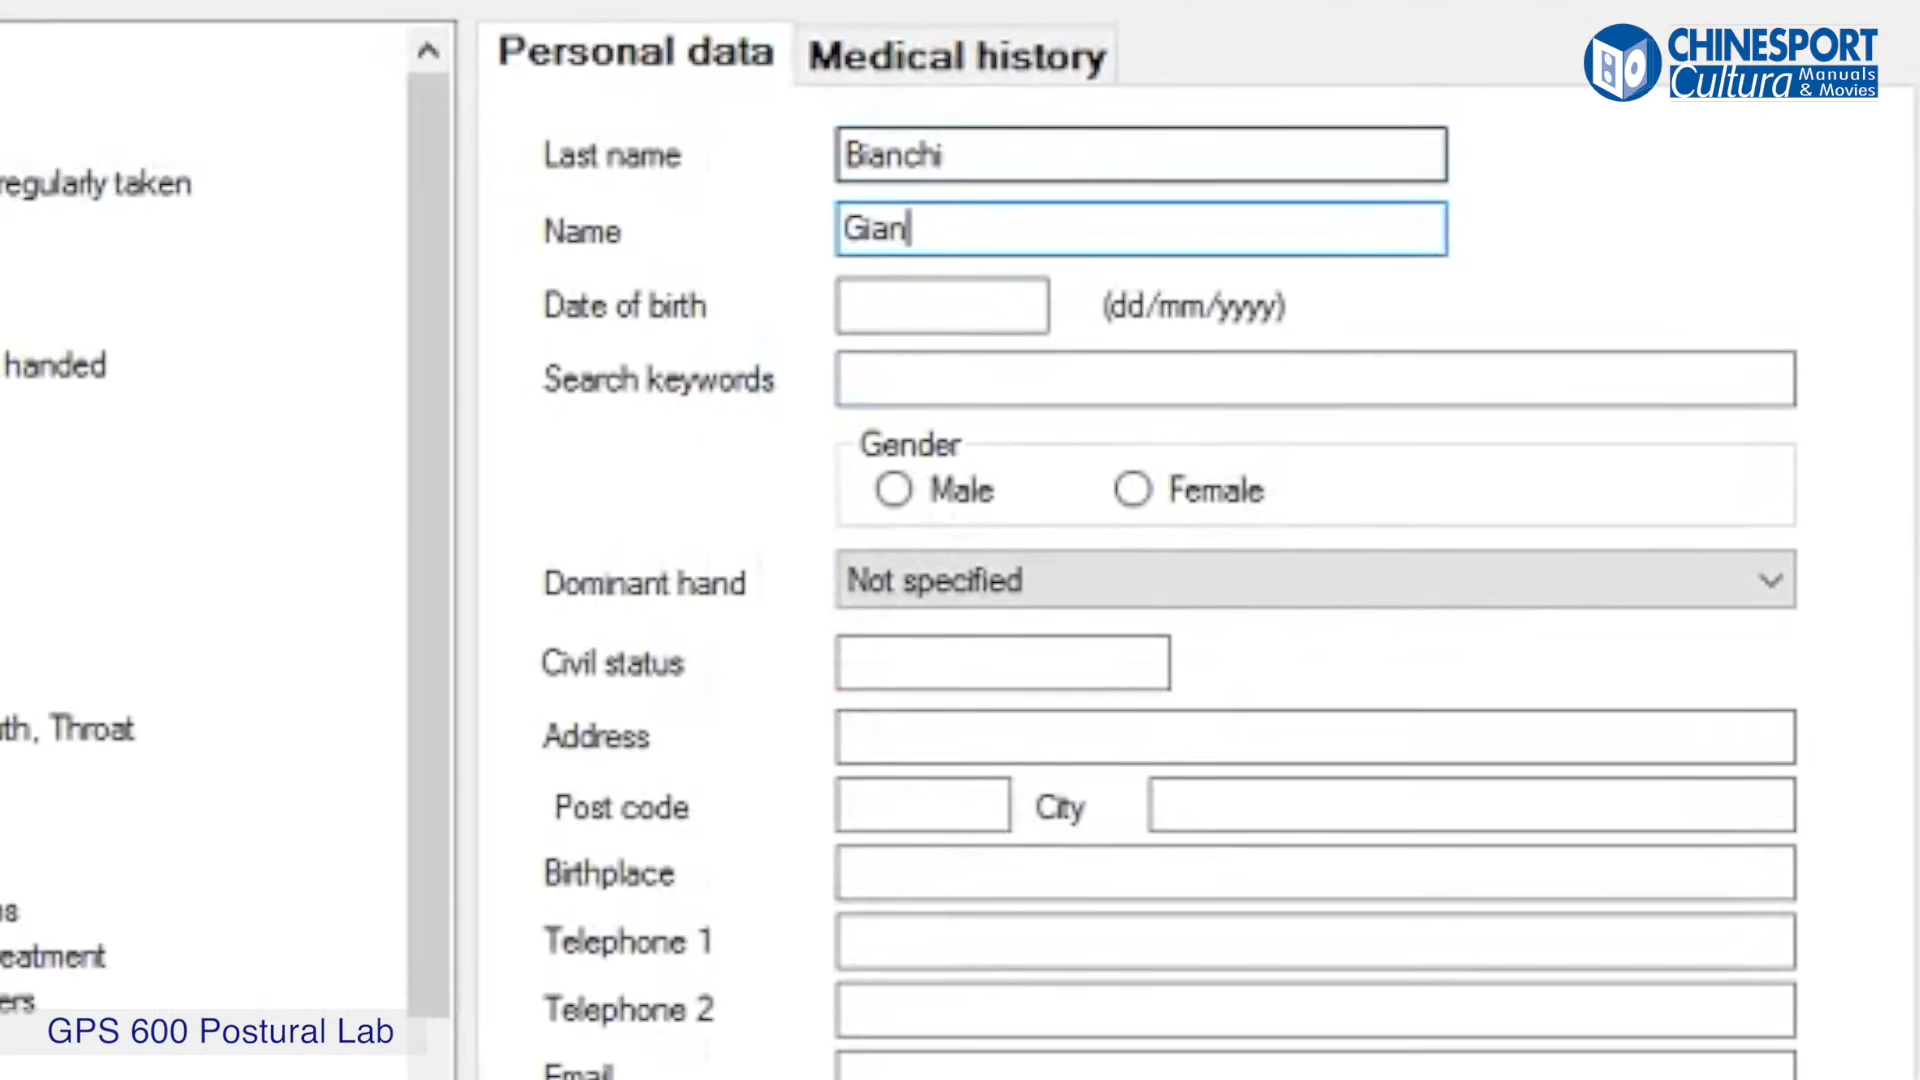 Personal data
Medical history
CHINESPORT
Cultura Manuals & Movies
regularly taken
handed
Throat
GPS 600 Postural Lab
Last name
Bianchi
Name
Gian
Date of birth
(dd/mm/yyyy)
Search keywords
Gender
Male
Female
Dominant hand
Not specified
Civil status
Address
Post code
City
Birthplace
Telephone 1
Telephone 2
Email